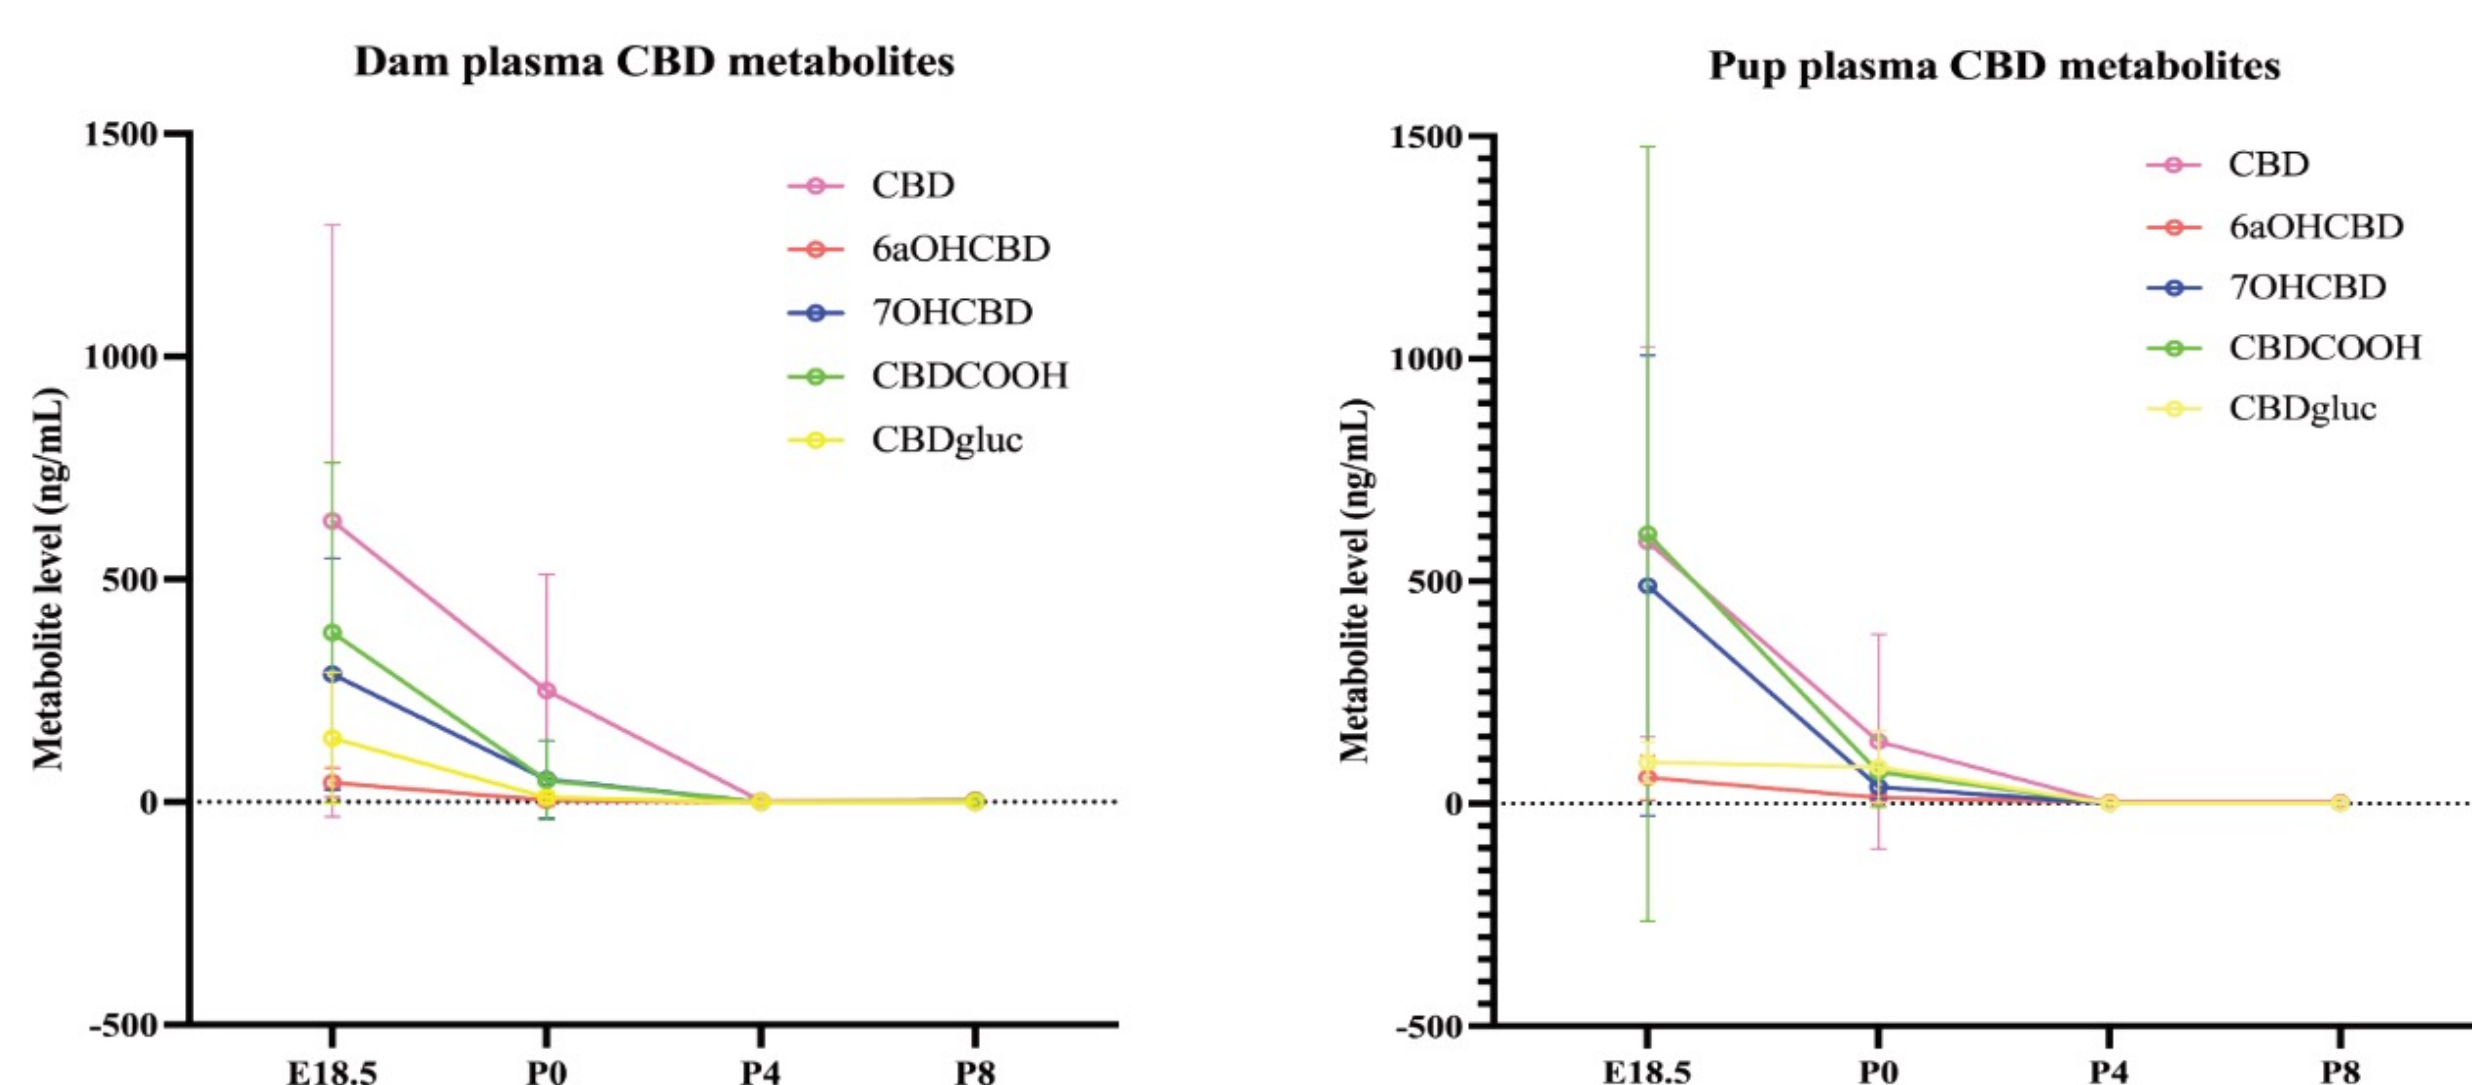 Dam plasma CBD metabolites
1500
1000
500
0
-500
Metabolite level (ng/mL)
CBD
6aOHCBD
7OHCBD
CBDCOOH
CBDgluc
E18.5 P0 P4 P8
Pup plasma CBD metabolites
1500
1000
500
0
-500
Metabolite level (ng/mL)
CBD
6aOHCBD
7OHCBD
CBDCOOH
CBDgluc
E18.5 P0 P4 P8